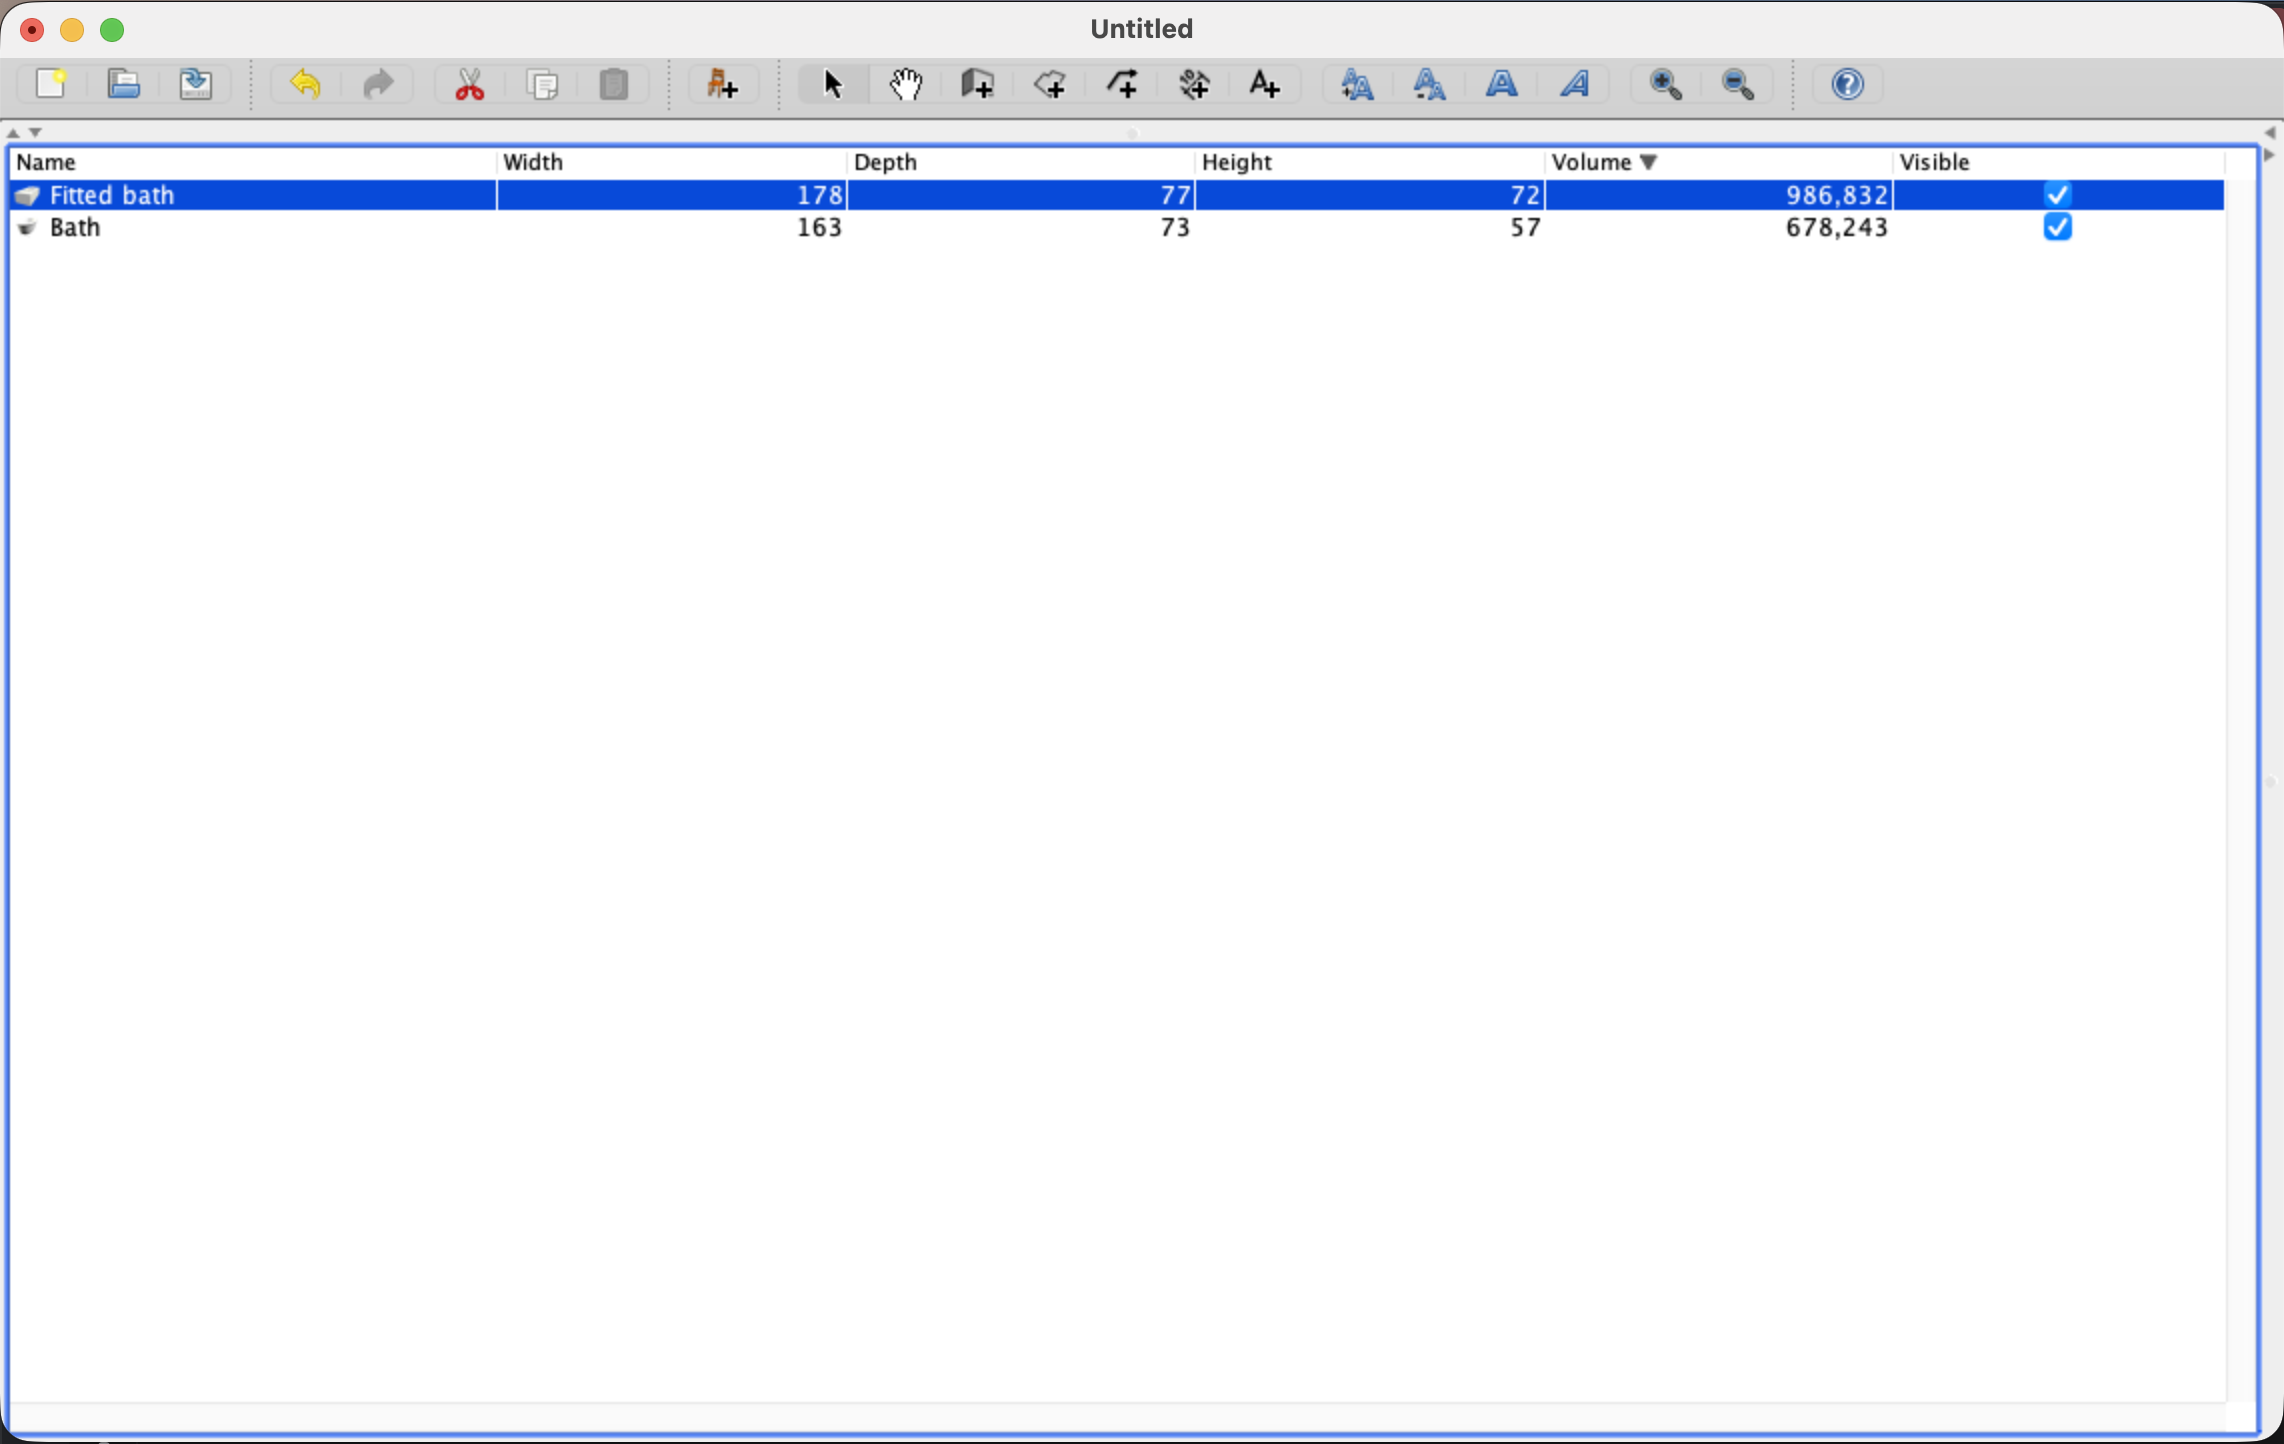 Untitled
Name Width Depth Height Volume Visible
Fitted bath 178 77 72 986,832
Bath 163 73 57 678,243